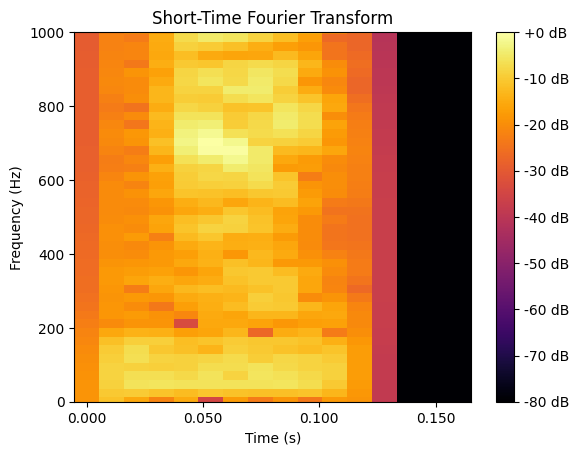 Short-Time Fourier Transform
1000
800
600
400
200
0
Frequency (Hz)
0.000
0.050
0.100
0.150
Time (s)
+0 dB
-10 dB
-20 dB
-30 dB
-40 dB
-50 dB
-60 dB
-70 dB
-80 dB